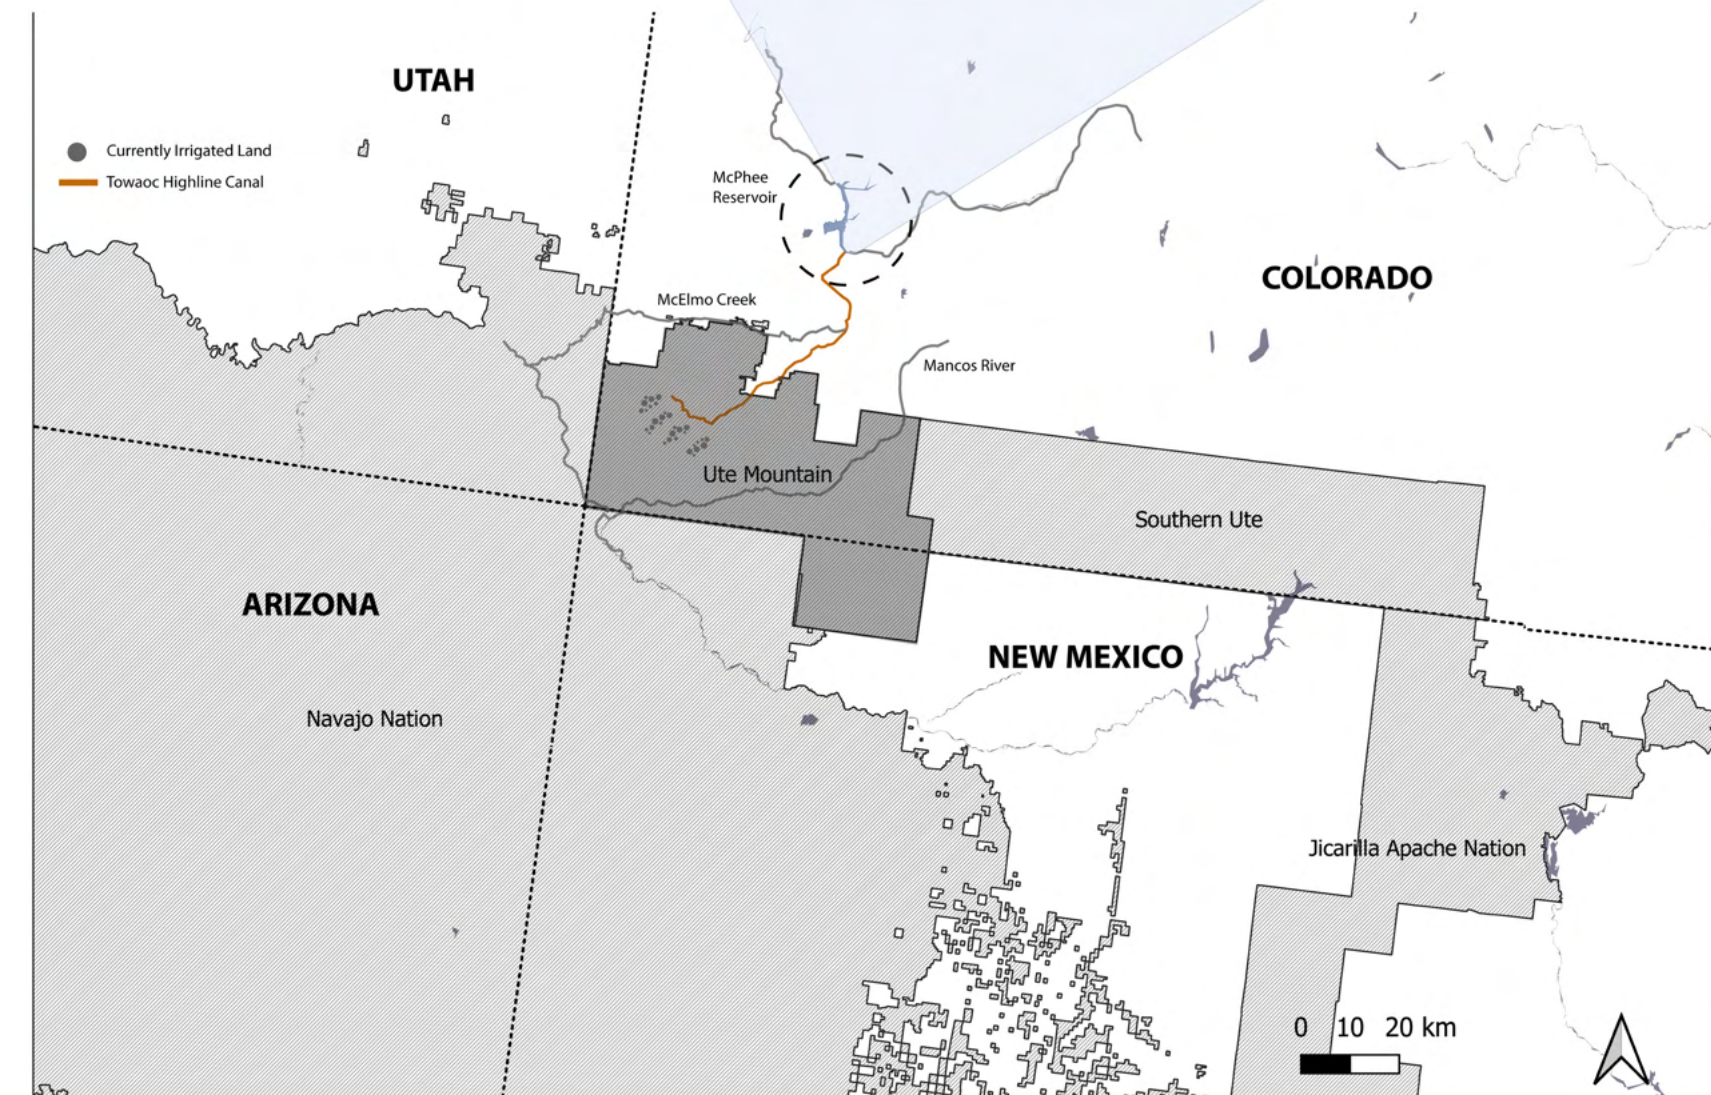 UTAH
Currently Irrigated Land
Towaoc Highline Canal
McPhee
Reservoir
COLORADO
McElmo Creek
Mancos River
Ute Mountain
Southern Ute
ARIZONA
NEW MEXICO
Navajo Nation
Jicarilla Apache Nation
0 10 20 km